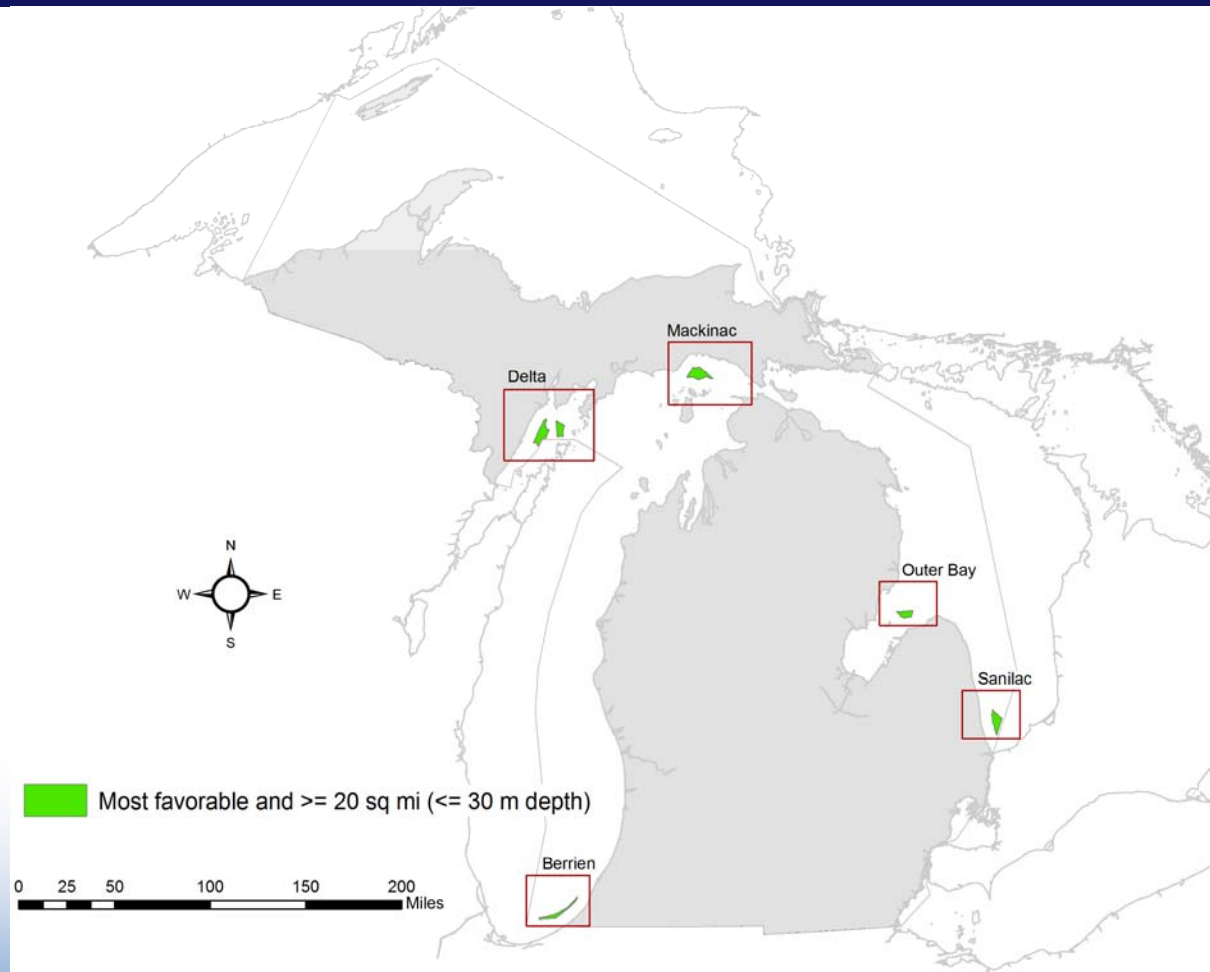 Mackinac
Delta
N
W E
S
Outer Bay
Sanilac
Most favorable and >= 20 sq mi (<= 30 m depth)
Berrien
0 25 50 100 150 200
Miles